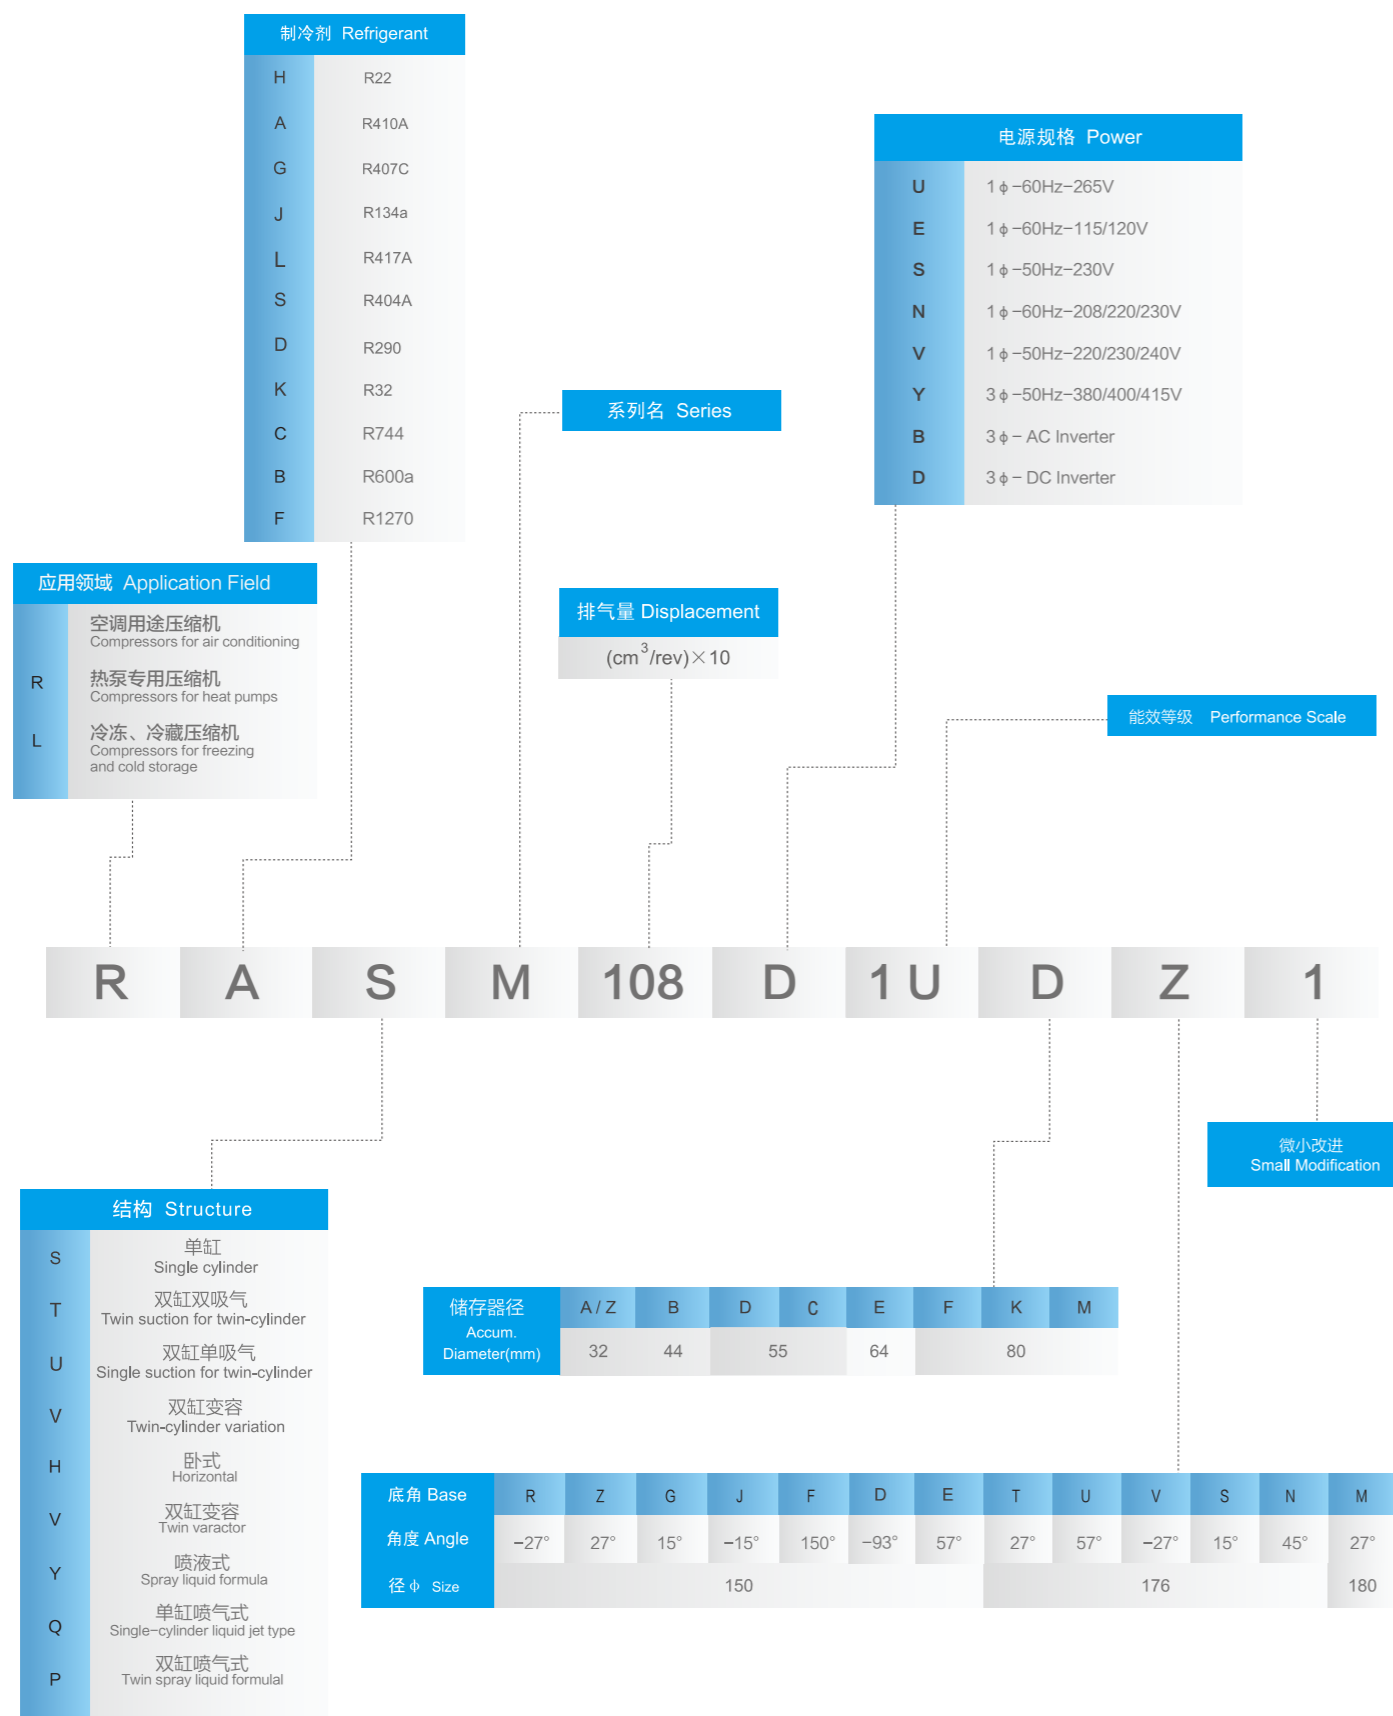 制冷剂 Refrigerant
H R22
A R410A
G R407C
J R134a
L R417A
S R404A
D R290
K R32
C R744
B R600a
F R1270
电源规格 Power
U 1ϕ-60Hz-265V
E 1ϕ-60Hz-115/120V
S 1ϕ-50Hz-230V
N 1ϕ-60Hz-208/220/230V
V 1ϕ-50Hz-220/230/240V
Y 3ϕ-50Hz-380/400/415V
B 3ϕ- AC Inverter
D 3ϕ- DC Inverter
系列名 Series
应用领域 Application Field
空调用途压缩机
Compressors for air conditioning
R 热泵专用压缩机
Compressors for heat pumps
L 冷冻、冷藏压缩机
Compressors for freezing
and cold storage
排气量 Displacement
(cm³/rev)×10
能效等级 Performance Scale
R A S M 108 D 1 U D Z 1
微小改进
Small Modification
结构 Structure
S 单缸
Single cylinder
T 双缸双吸气
Twin suction for twin-cylinder
U 双缸单吸气
Single suction for twin-cylinder
V 双缸变容
Twin-cylinder variation
H 卧式
Horizontal
V 双缸变容
Twin varactor
Y 喷液式
Spray liquid formula
Q 单缸喷气式
Single-cylinder liquid jet type
P 双缸喷气式
Twin spray liquid formulal
储存器径 A / Z B D C E F K M
Accum.
Diameter(mm) 32 44 55 64 80
底角 Base R Z G J F D E T U V S N M
角度 Angle -27° 27° 15° -15° 150° -93° 57° 27° 57° -27° 15° 45° 27°
径ϕ Size 150 176 180